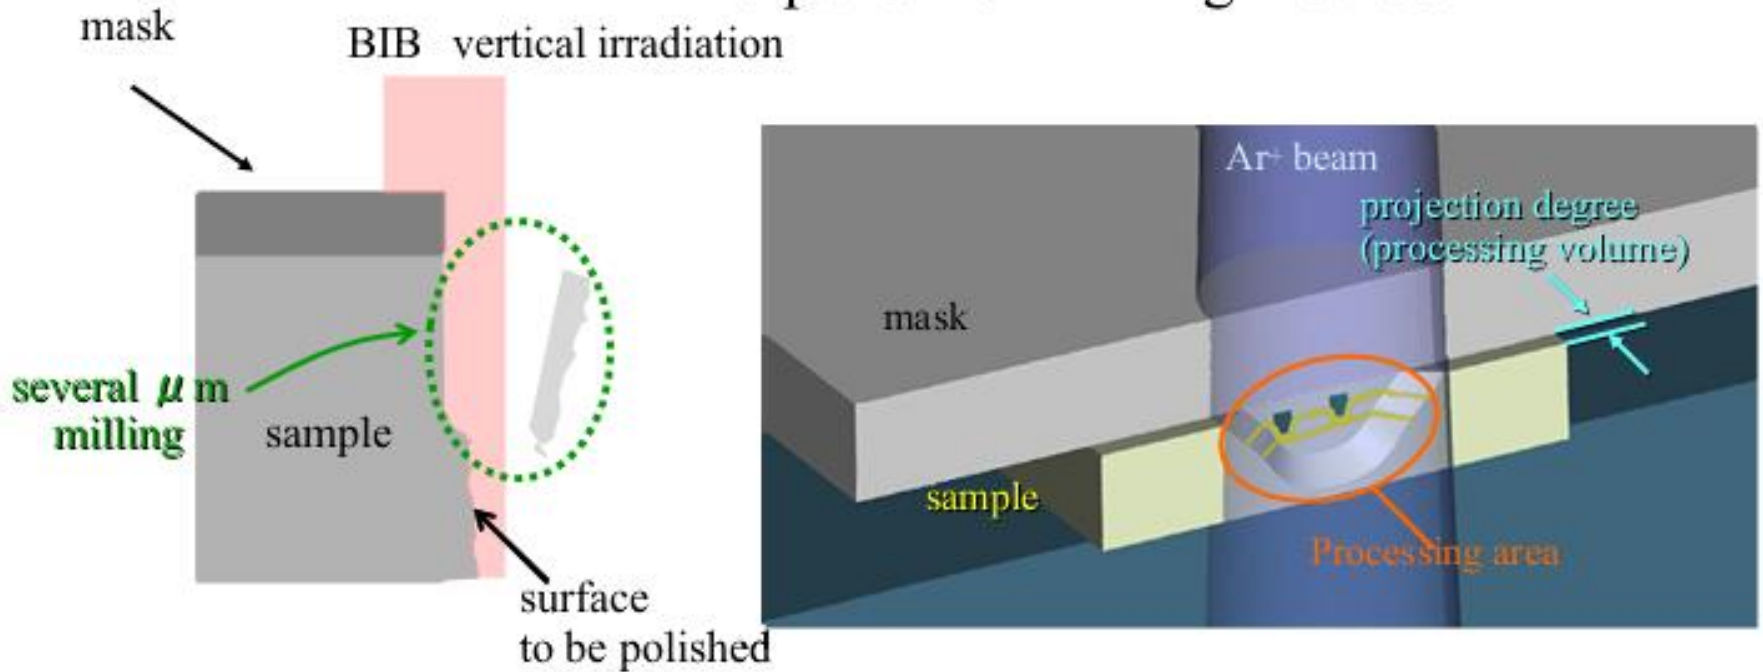 mask
BIB vertical irradiation
several μm
milling
sample
surface
to be polished
Ar+ beam
projection degree
(processing volume)
mask
sample
Processing area